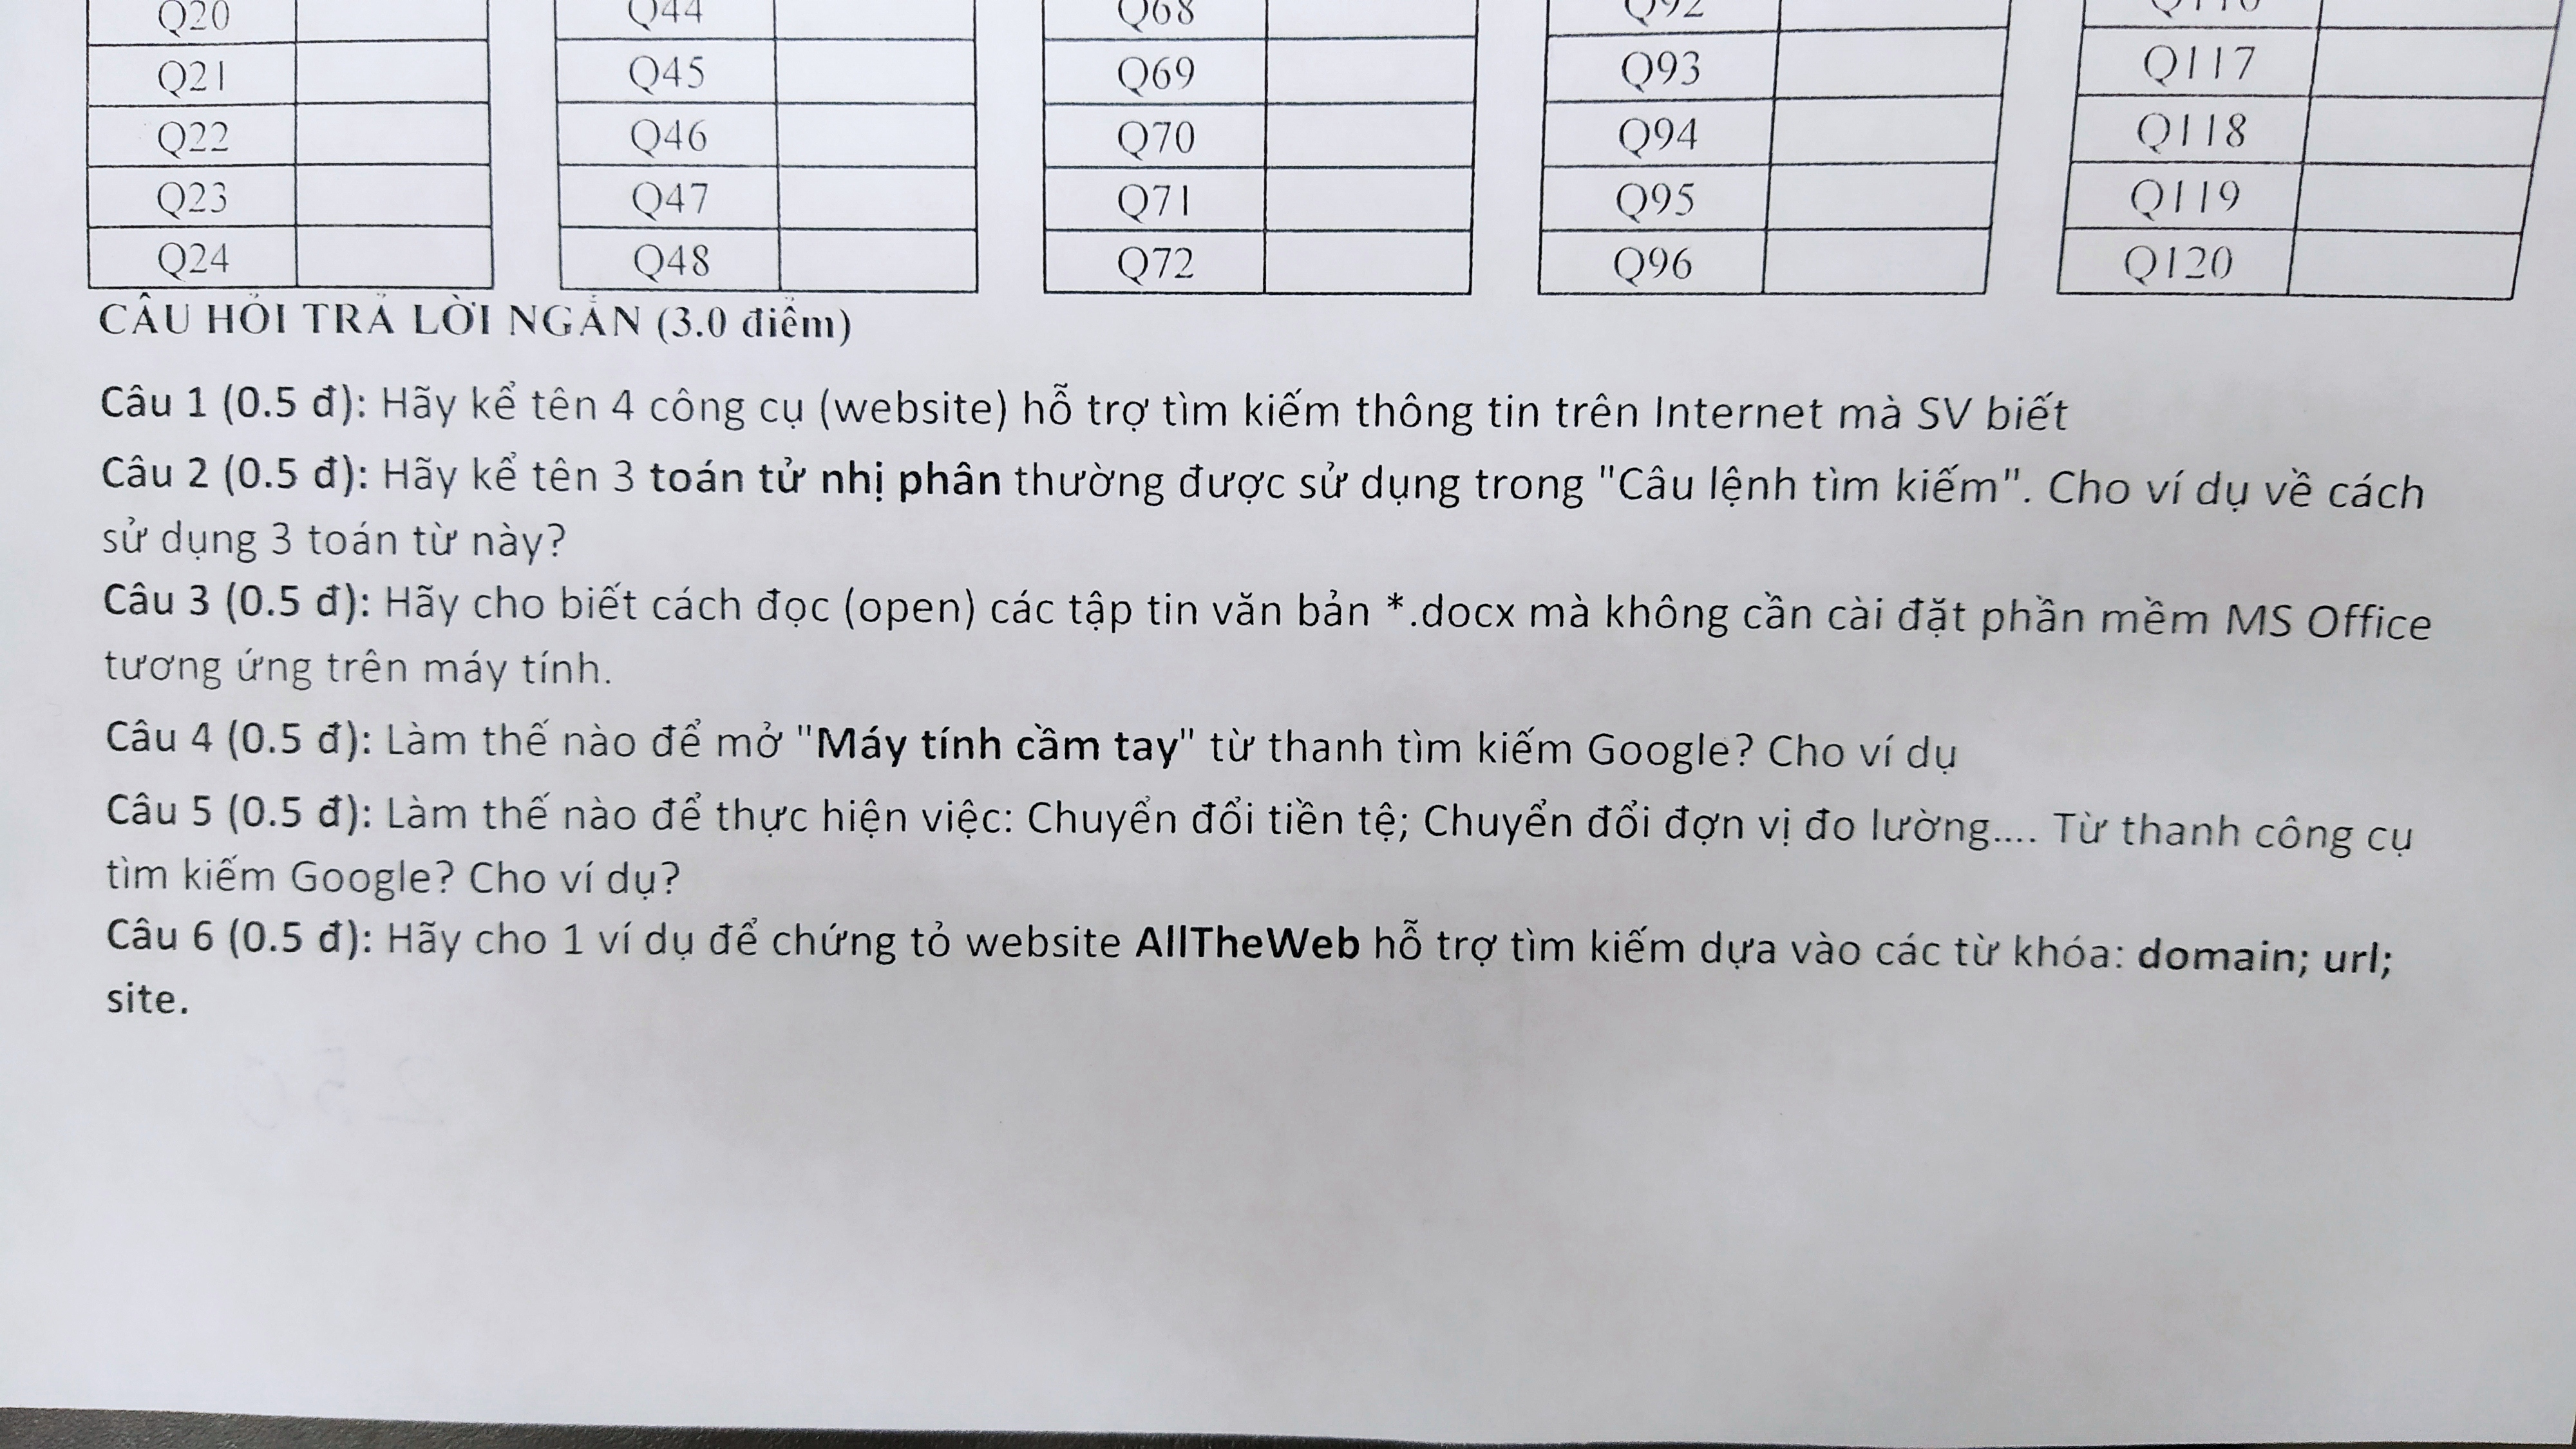 Q20 Q44 Q68 Q92
Q21 Q45 Q69 Q93 Q117
Q22 Q46 Q70 Q94 Q118
Q23 Q47 Q71 Q95 Q119
Q24 Q48 Q72 Q96 Q120
CÂU HỎI TRẢ LỜI NGẮN (3.0 điểm)
Câu 1 (0.5 đ): Hãy kể tên 4 công cụ (website) hỗ trợ tìm kiếm thông tin trên Internet mà SV biết
Câu 2 (0.5 đ): Hãy kể tên 3 toán tử nhị phân thường được sử dụng trong "Câu lệnh tìm kiếm". Cho ví dụ về cách
sử dụng 3 toán từ này?
Câu 3 (0.5 đ): Hãy cho biết cách đọc (open) các tập tin văn bản *.docx mà không cần cài đặt phần mềm MS Office
tương ứng trên máy tính.
Câu 4 (0.5 đ): Làm thế nào để mở "Máy tính cầm tay" từ thanh tìm kiếm Google? Cho ví dụ
Câu 5 (0.5 đ): Làm thế nào để thực hiện việc: Chuyển đổi tiền tệ; Chuyển đổi đợn vị đo lường.... Từ thanh công cụ
tìm kiếm Google? Cho ví dụ?
Câu 6 (0.5 đ): Hãy cho 1 ví dụ để chứng tỏ website AllTheWeb hỗ trợ tìm kiếm dựa vào các từ khóa: domain; url;
site.